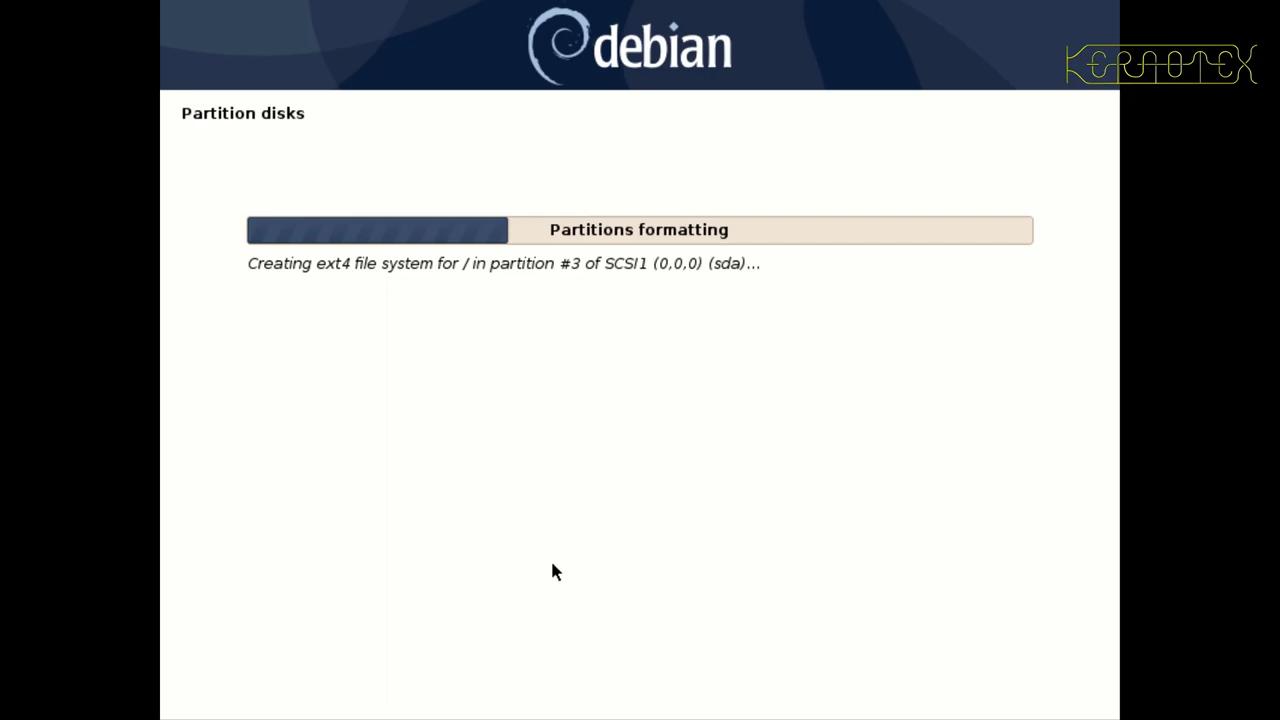 debian
KERNOTEX
Partition disks
Partitions formatting
Creating ext4 file system for / in partition #3 of SCSI1 (0,0,0) (sda)...